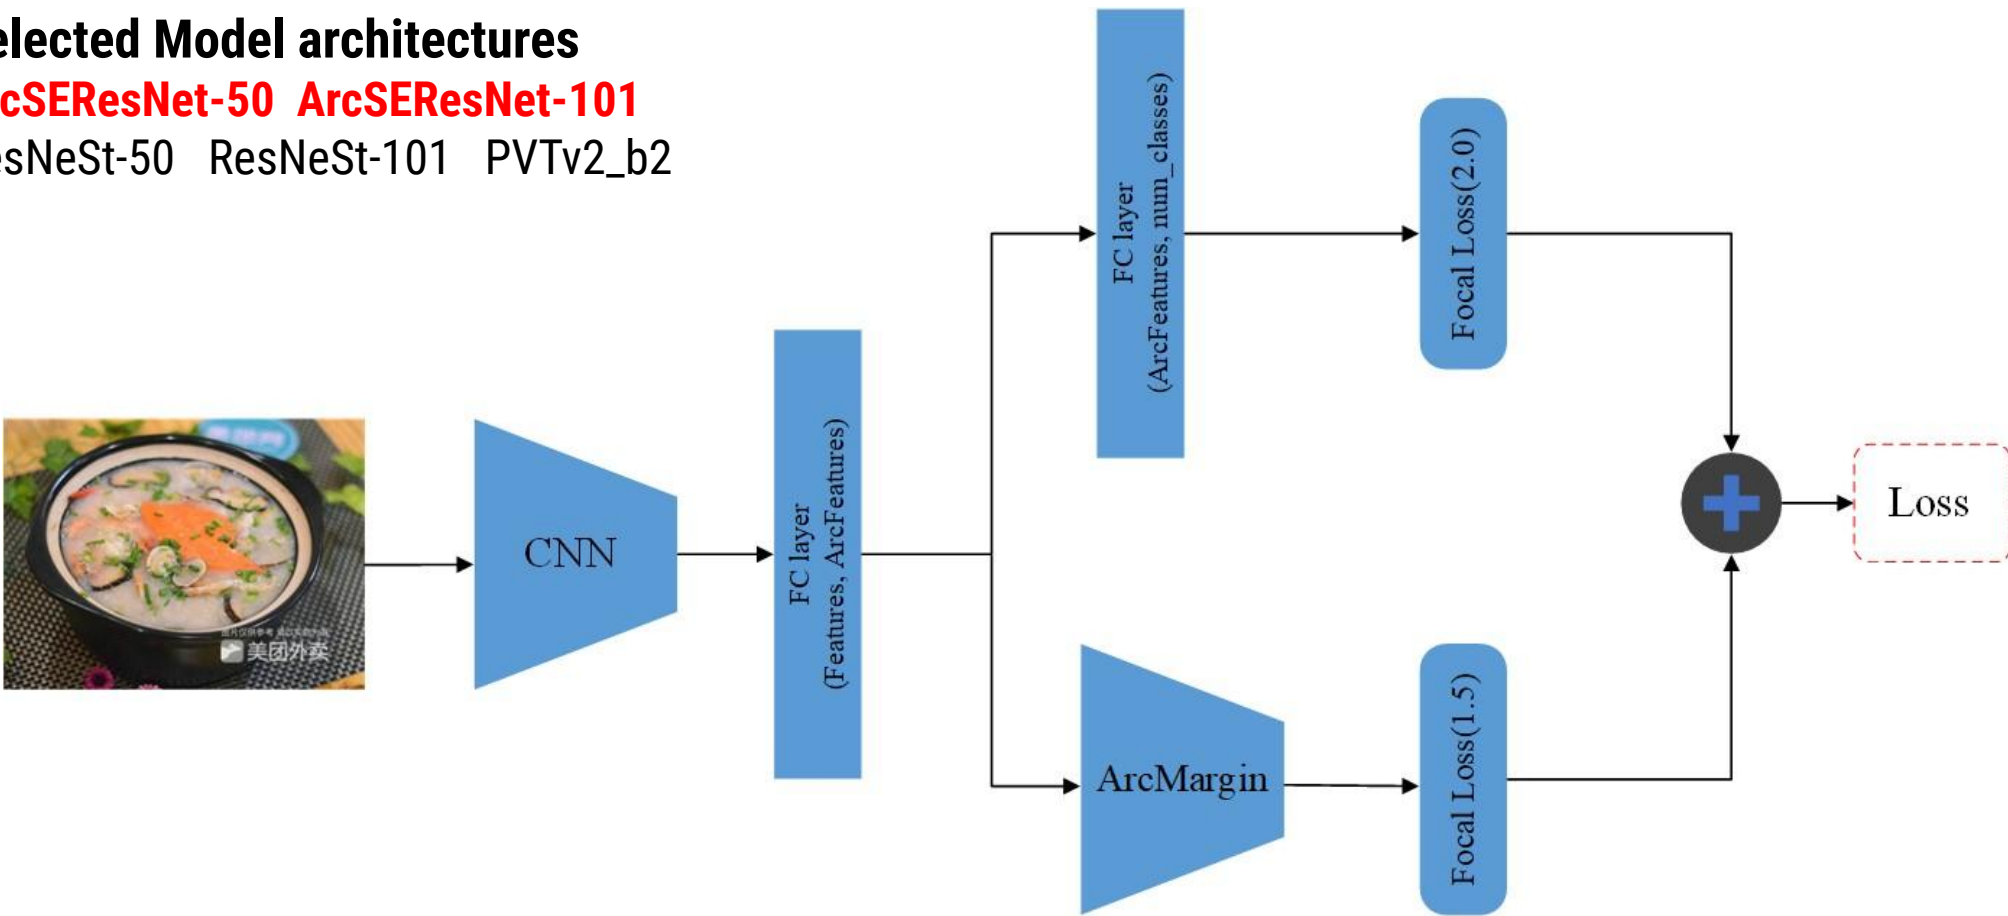 elected Model architectures
cSEResNet-50 ArcSEResNet-101
esNeSt-50 ResNeSt-101 PVTv2_b2
FC layer
(ArcFeatures, num_classes)
Focal Loss(2.0)
CNN
FC layer
(Features, ArcFeatures)
Loss
ArcMargin
Focal Loss(1.5)
美团外卖